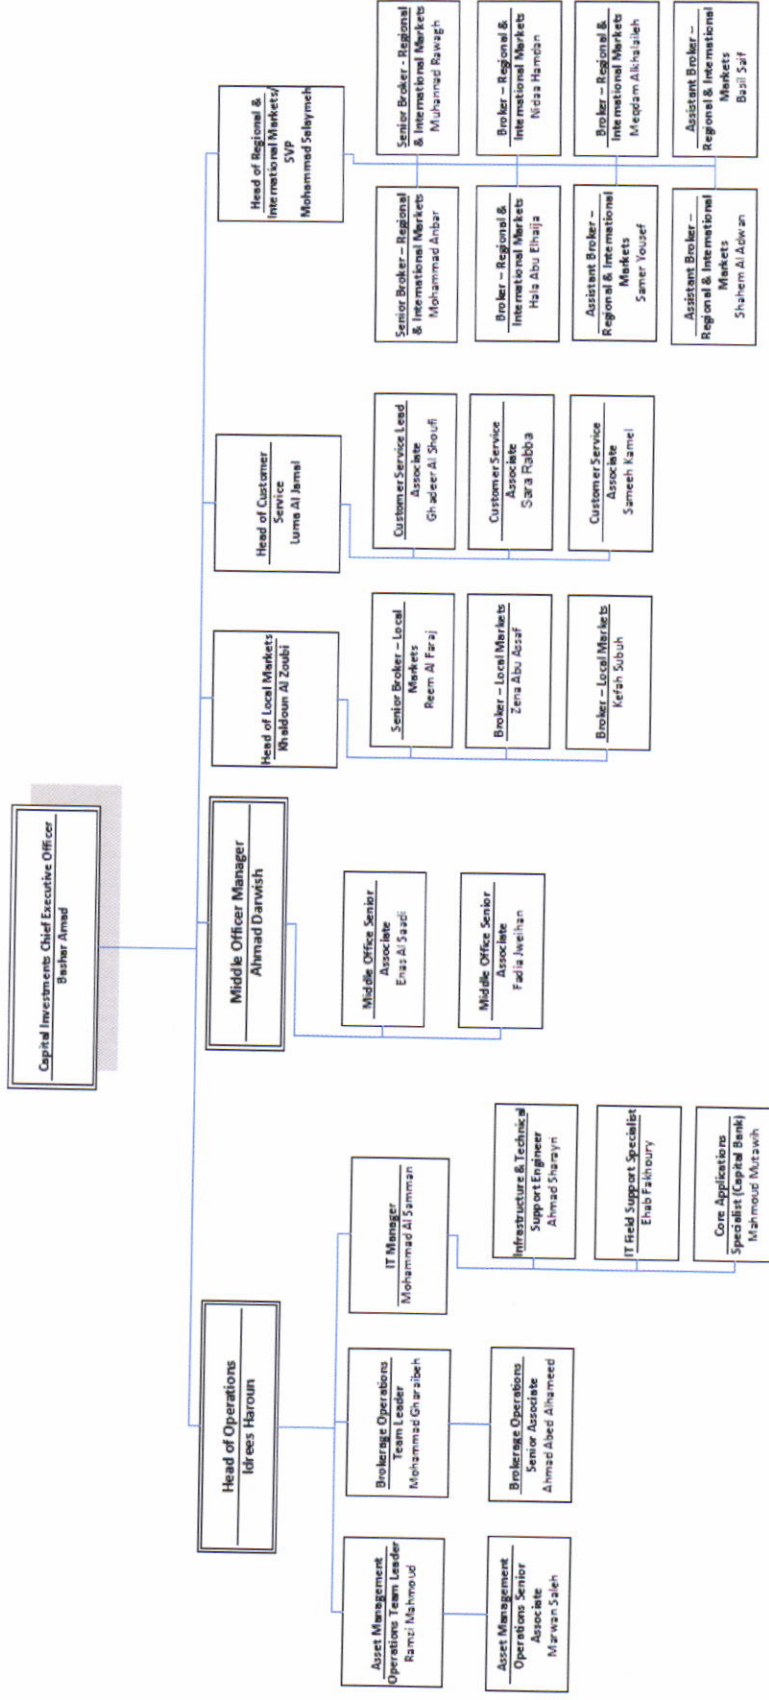 Capital Investments Chief Executive Officer
Bashar Amad
Head of Operations
Idrees Haroun
Middle Officer Manager
Ahmad Darwish
Head of Local Markets
Khaldoun Al Zoubi
Head of Customer
Service
Luma Al Jamal
Head of Regional &
International Markets/
SVP
Mohammad Salaymeh
Asset Management
Operations Team Leader
Ramzi Mahmoud
Asset Management
Operations Senior
Associate
Marwan Saleh
Brokerage Operations
Team Leader
Mohammad Gharaibeh
Brokerage Operations
Senior Associate
Ahmad Abed Alhameed
IT Manager
Mohammad Al Samman
Infrastructure & Technical
Support Engineer
Ahmad Sharayri
IT Field Support Specialist
Ehab Fakhoury
Core Applications
Specialist (Capital Bank)
Mahmoud Mutawih
Middle Office Senior
Associate
Enas Al Saadi
Middle Office Senior
Associate
Fadia Jweihan
Senior Broker – Local
Markets
Reem Al Faraj
Broker – Local Markets
Zena Abu Assaf
Broker – Local Markets
Kefah Subuh
Customer Service Lead
Associate
Ghadeer Al Shoufi
Customer Service
Associate
Sara Rabba
Customer Service
Associate
Sameeh Kamel
Senior Broker – Regional
& International Markets
Mohammad Anbar
Senior Broker - Regional
& International Markets
Muhannad Rawagh
Broker – Regional &
International Markets
Hala Abu Elhaija
Broker – Regional &
International Markets
Nidaa Hamdan
Assistant Broker –
Regional & International
Markets
Samer Yousef
Broker – Regional &
International Markets
Meqdam Alkhalaileh
Assistant Broker –
Regional & International
Markets
Shahem Al Adwan
Assistant Broker –
Regional & International
Markets
Basil Saif